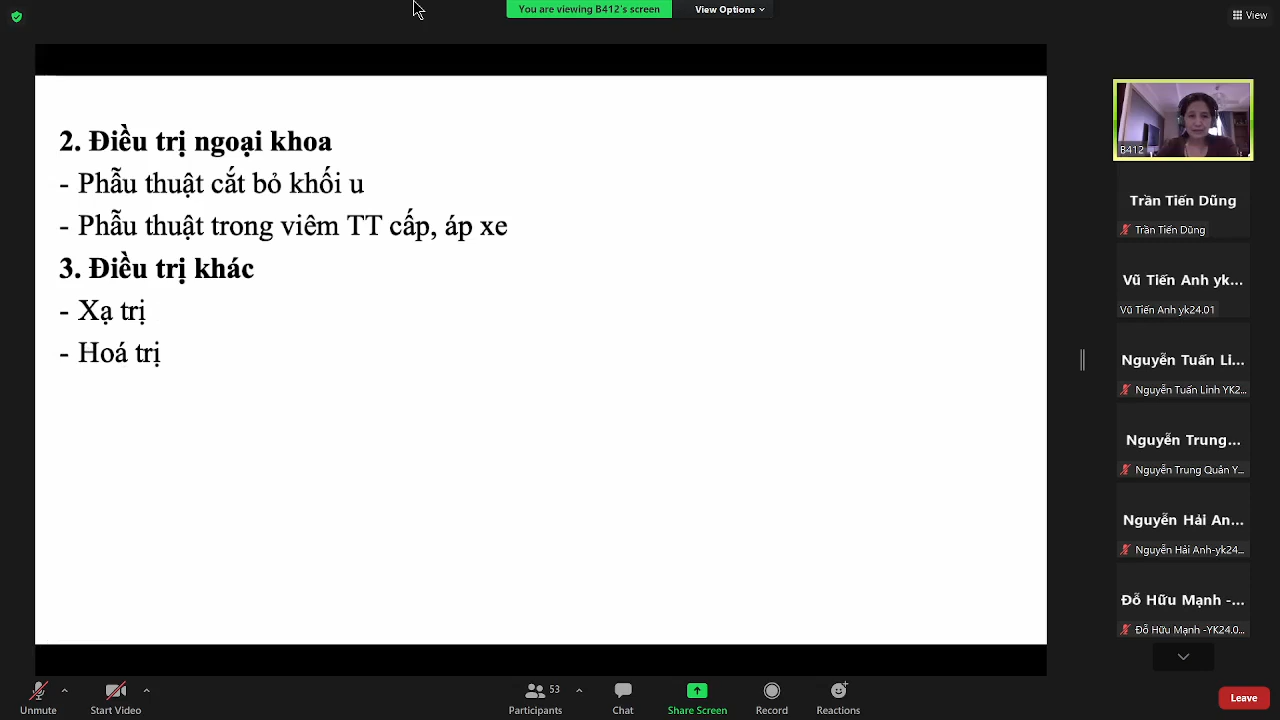 You are viewing B412's screen
View Options
View
2. Điều trị ngoại khoa
- Phẫu thuật cắt bỏ khối u
- Phẫu thuật trong viêm TT cấp, áp xe
3. Điều trị khác
- Xạ trị
- Hoá trị
B412
Trần Tiến Dũng
Trần Tiến Dũng
Vũ Tiến Anh yk...
Vũ Tiến Anh yk24.01
Nguyễn Tuấn Li...
Nguyễn Tuấn Linh YK2...
Nguyễn Trung...
Nguyễn Trung Quân Y...
Nguyễn Hải An...
Nguyễn Hải Anh-yk24...
Đỗ Hữu Mạnh -...
Đỗ Hữu Mạnh -YK24.0...
Unmute
Start Video
Participants
53
Chat
Share Screen
Record
Reactions
Leave